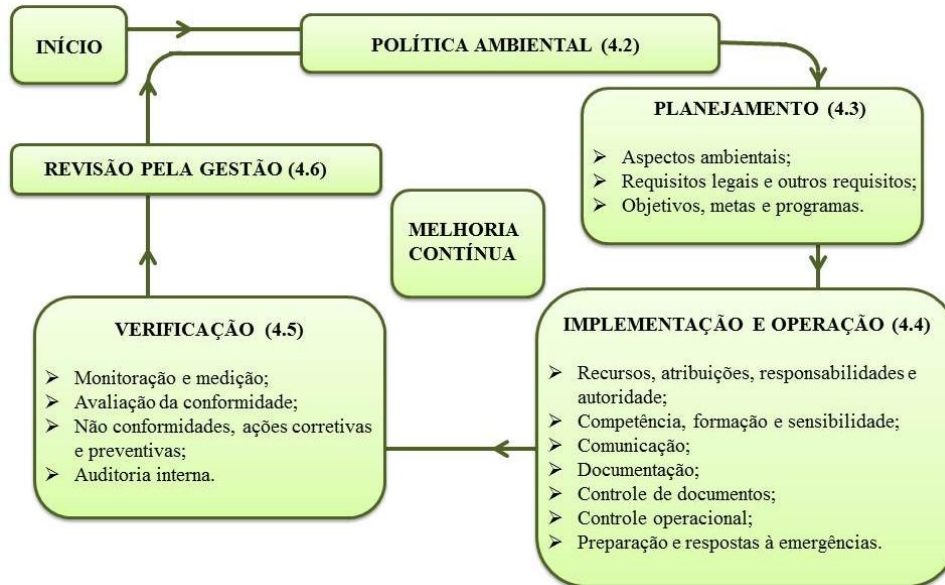 INÍCIO
POLÍTICA AMBIENTAL (4.2)
PLANEJAMENTO (4.3)
➢ Aspectos ambientais;
➢ Requisitos legais e outros requisitos;
➢ Objetivos, metas e programas.
REVISÃO PELA GESTÃO (4.6)
MELHORIA
CONTÍNUA
VERIFICAÇÃO (4.5)
➢ Monitoração e medição;
➢ Avaliação da conformidade;
➢ Não conformidades, ações corretivas
e preventivas;
➢ Auditoria interna.
IMPLEMENTAÇÃO E OPERAÇÃO (4.4)
➢ Recursos, atribuições, responsabilidades e
autoridade;
➢ Competência, formação e sensibilidade;
➢ Comunicação;
➢ Documentação;
➢ Controle de documentos;
➢ Controle operacional;
➢ Preparação e respostas à emergências.